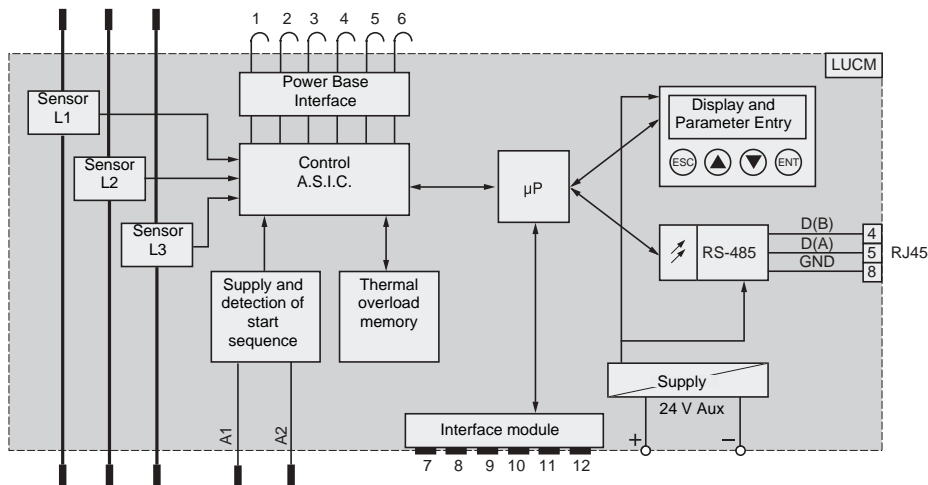 1 2 3 4 5 6
LUCM
Power Base
Interface
Sensor
L1
Display and
Parameter Entry
ESC
ENT
Control
A.S.I.C.
Sensor
L2
µP
Sensor
L3
D(B)
4
D(A)
5
GND
8
RJ45
RS-485
Supply and
detection of
start
sequence
Thermal
overload
memory
Supply
24 V Aux
A1
A2
Interface module
+
−
7 8 9 10 11 12